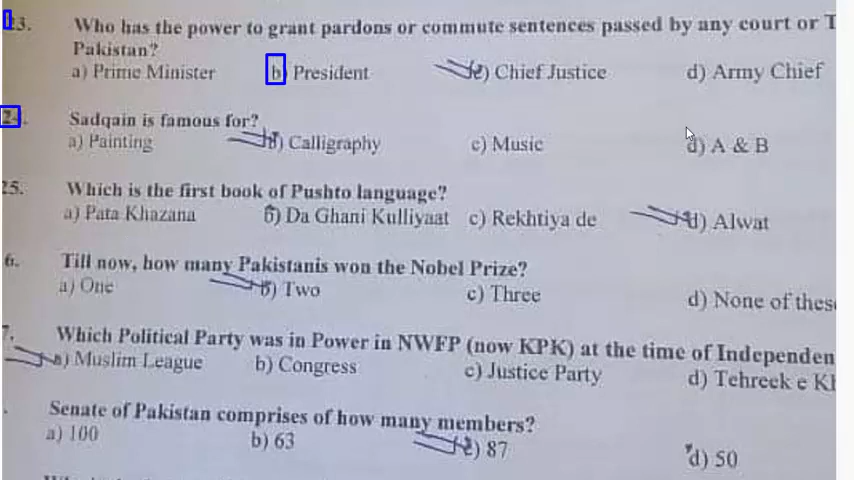 13. Who has the power to grant pardons or commute sentences passed by any court or T
Pakistan?
a) Prime Minister b) President c) Chief Justice d) Army Chief
24. Sadqain is famous for?
a) Painting b) Calligraphy c) Music d) A & B
25. Which is the first book of Pushto language?
a) Pata Khazana b) Da Ghani Kulliyaat c) Rekhtiya de d) Alwat
6. Till now, how many Pakistanis won the Nobel Prize?
a) One b) Two c) Three d) None of these
7. Which Political Party was in Power in NWFP (now KPK) at the time of Independen
a) Muslim League b) Congress c) Justice Party d) Tehreek e Kh
. Senate of Pakistan comprises of how many members?
a) 100 b) 63 c) 87 d) 50